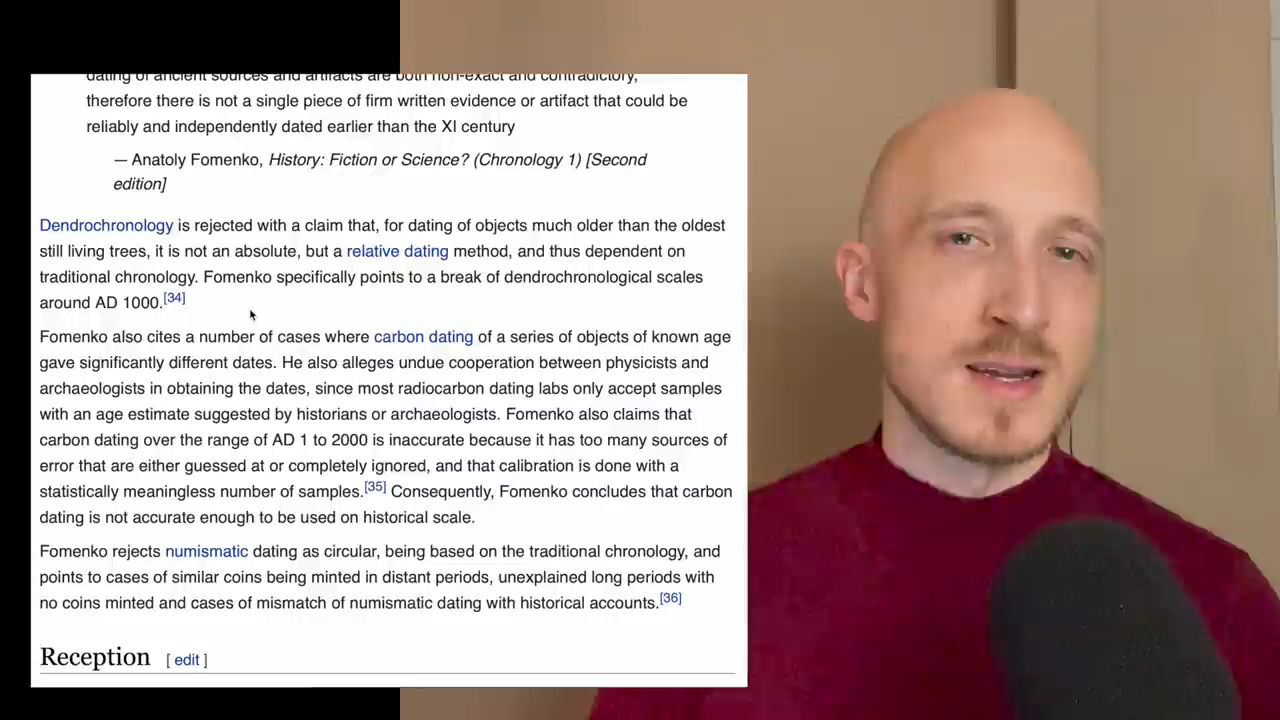 dating of ancient sources and artifacts are both non-exact and contradictory,
therefore there is not a single piece of firm written evidence or artifact that could be
reliably and independently dated earlier than the XI century
— Anatoly Fomenko, History: Fiction or Science? (Chronology 1) [Second
edition]
Dendrochronology is rejected with a claim that, for dating of objects much older than the oldest
still living trees, it is not an absolute, but a relative dating method, and thus dependent on
traditional chronology. Fomenko specifically points to a break of dendrochronological scales
around AD 1000.[34]
Fomenko also cites a number of cases where carbon dating of a series of objects of known age
gave significantly different dates. He also alleges undue cooperation between physicists and
archaeologists in obtaining the dates, since most radiocarbon dating labs only accept samples
with an age estimate suggested by historians or archaeologists. Fomenko also claims that
carbon dating over the range of AD 1 to 2000 is inaccurate because it has too many sources of
error that are either guessed at or completely ignored, and that calibration is done with a
statistically meaningless number of samples.[35] Consequently, Fomenko concludes that carbon
dating is not accurate enough to be used on historical scale.
Fomenko rejects numismatic dating as circular, being based on the traditional chronology, and
points to cases of similar coins being minted in distant periods, unexplained long periods with
no coins minted and cases of mismatch of numismatic dating with historical accounts.[36]
Reception [ edit ]